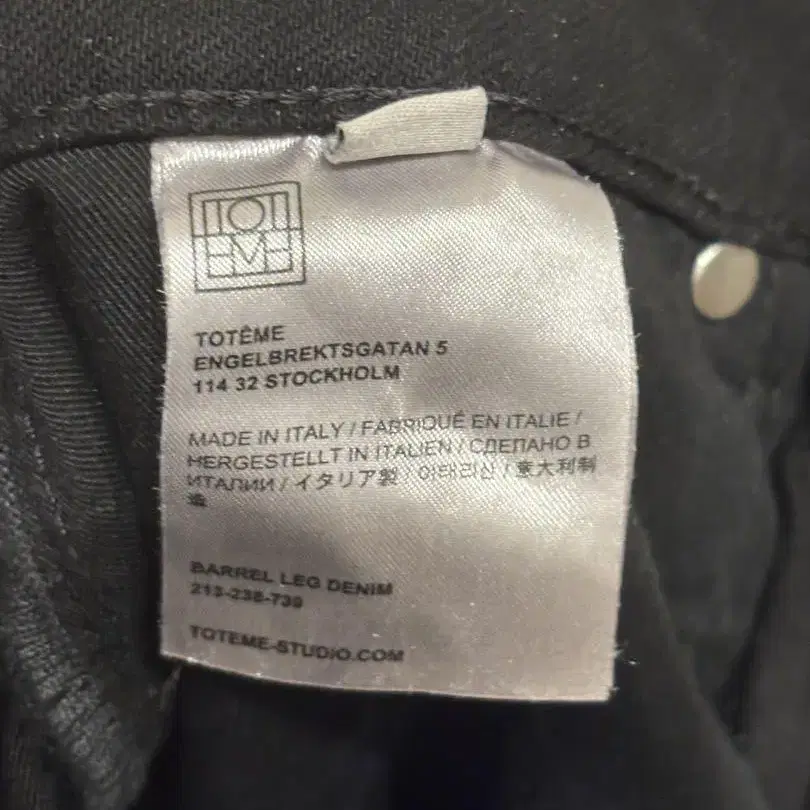 TOTEME
TOTÊME
ENGELBREKTSGATAN 5
114 32 STOCKHOLM
MADE IN ITALY / FABRIQUÉ EN ITALIE /
HERGESTELLT IN ITALIEN / СДЕЛАНО В
ИТАЛИИ / イタリア製 / 이태리산 / 意大利制
造
BARREL LEG DENIM
213-238-739
TOTEME-STUDIO.COM